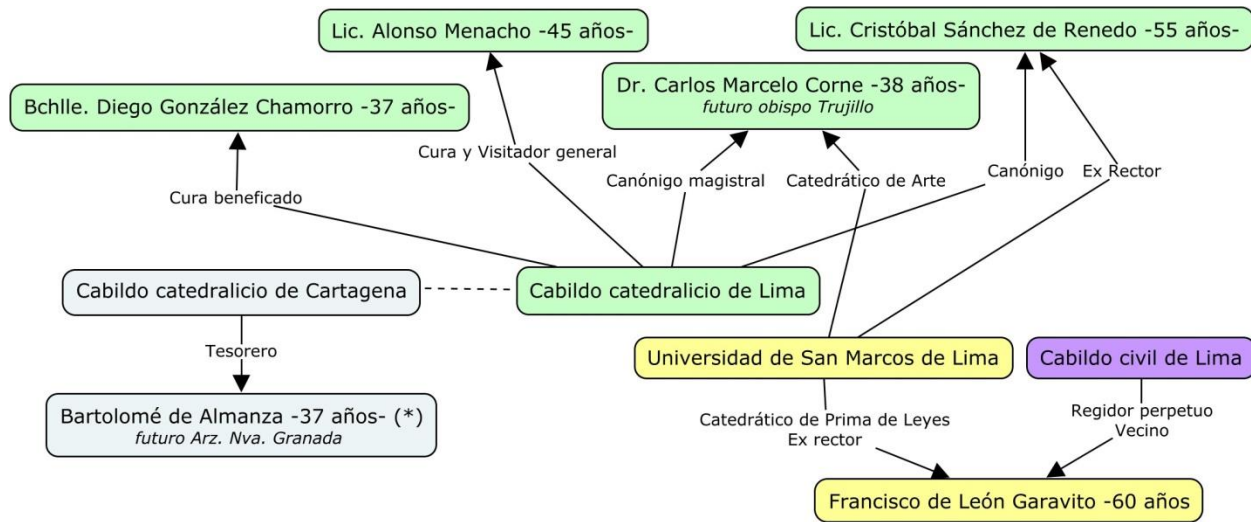 Lic. Alonso Menacho -45 años-
Lic. Cristóbal Sánchez de Renedo -55 años-
Dr. Carlos Marcelo Corne -38 años-
futuro obispo Trujillo
Bchlle. Diego González Chamorro -37 años-
Cura y Visitador general
Canónigo magistral
Catedrático de Arte
Canónigo
Ex Rector
Cura beneficado
Cabildo catedralicio de Cartagena
Cabildo catedralicio de Lima
Tesorero
Universidad de San Marcos de Lima
Cabildo civil de Lima
Bartolomé de Almanza -37 años- (*)
futuro Arz. Nva. Granada
Catedrático de Prima de Leyes
Ex rector
Regidor perpetuo
Vecino
Francisco de León Garavito -60 años